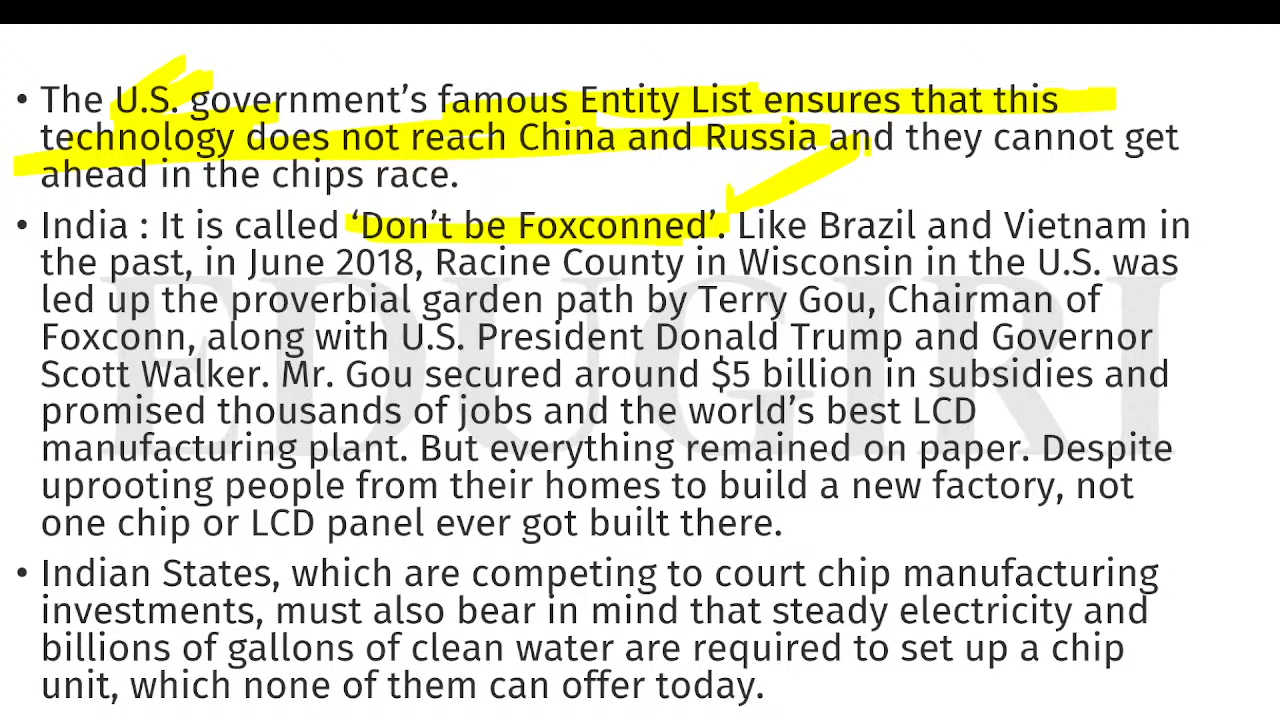 • The U.S. government’s famous Entity List ensures that this
technology does not reach China and Russia and they cannot get
ahead in the chips race.
• India : It is called ‘Don’t be Foxconned’. Like Brazil and Vietnam in
the past, in June 2018, Racine County in Wisconsin in the U.S. was
led up the proverbial garden path by Terry Gou, Chairman of
Foxconn, along with U.S. President Donald Trump and Governor
Scott Walker. Mr. Gou secured around $5 billion in subsidies and
promised thousands of jobs and the world’s best LCD
manufacturing plant. But everything remained on paper. Despite
uprooting people from their homes to build a new factory, not
one chip or LCD panel ever got built there.
• Indian States, which are competing to court chip manufacturing
investments, must also bear in mind that steady electricity and
billions of gallons of clean water are required to set up a chip
unit, which none of them can offer today.
EDUGIRI